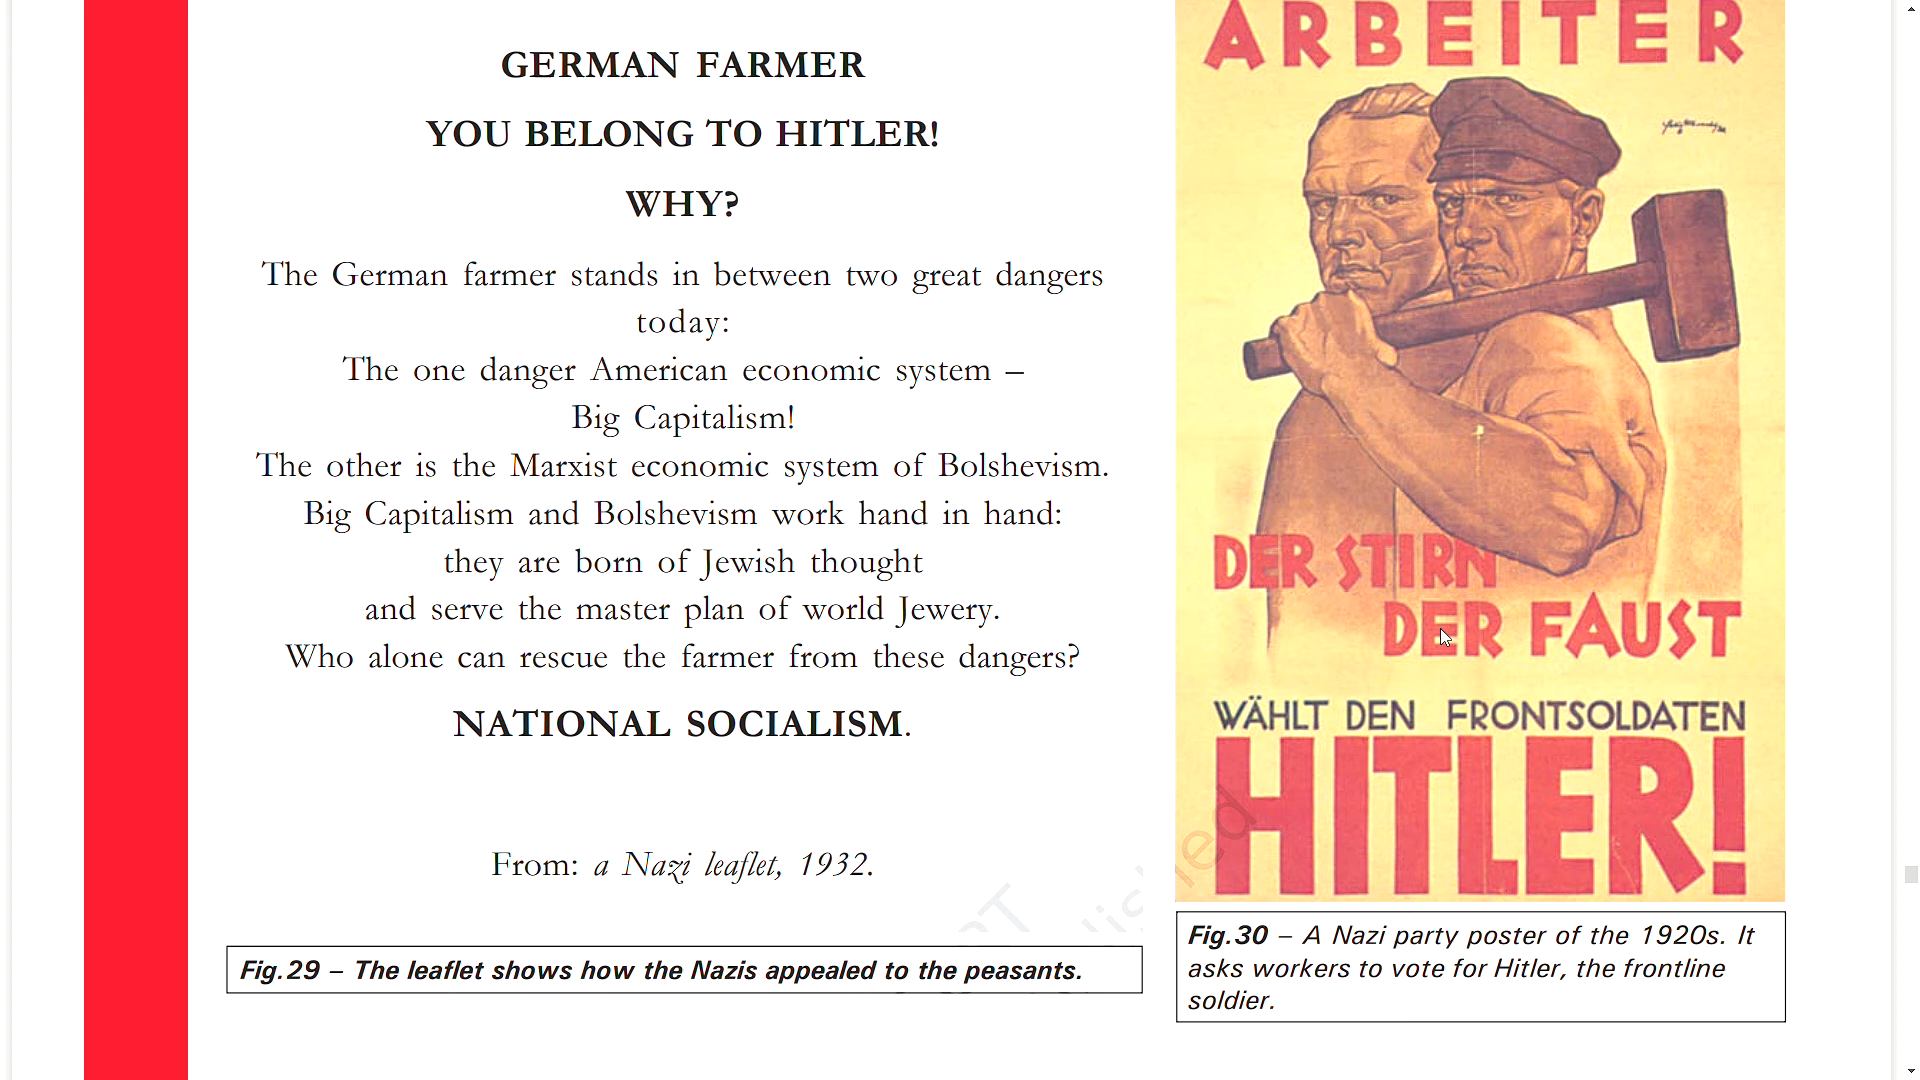 GERMAN FARMER
YOU BELONG TO HITLER!
WHY?
The German farmer stands in between two great dangers
today:
The one danger American economic system –
Big Capitalism!
The other is the Marxist economic system of Bolshevism.
Big Capitalism and Bolshevism work hand in hand:
they are born of Jewish thought
and serve the master plan of world Jewery.
Who alone can rescue the farmer from these dangers?
NATIONAL SOCIALISM.
From: a Nazi leaflet, 1932.
Fig.29 – The leaflet shows how the Nazis appealed to the peasants.
ARBEITER
DER STIRN
DER FAUST
WÄHLT DEN FRONTSOLDATEN
HITLER!
Fig.30 – A Nazi party poster of the 1920s. It
asks workers to vote for Hitler, the frontline
soldier.